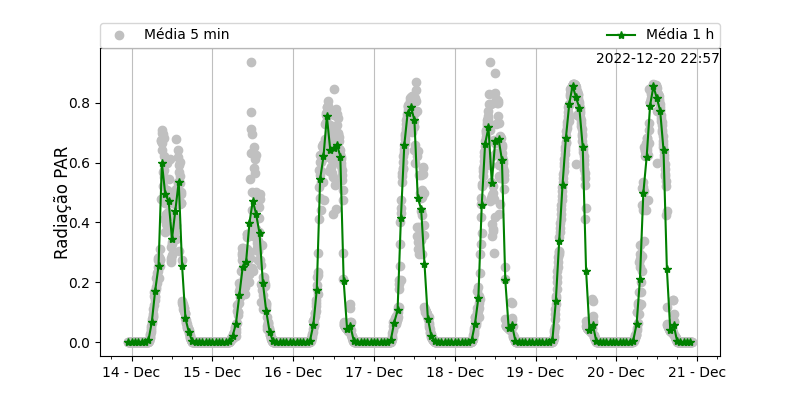 Média 5 min
Média 1 h
2022-12-20 22:57
Radiação PAR
0.8
0.6
0.4
0.2
0.0
14 - Dec
15 - Dec
16 - Dec
17 - Dec
18 - Dec
19 - Dec
20 - Dec
21 - Dec